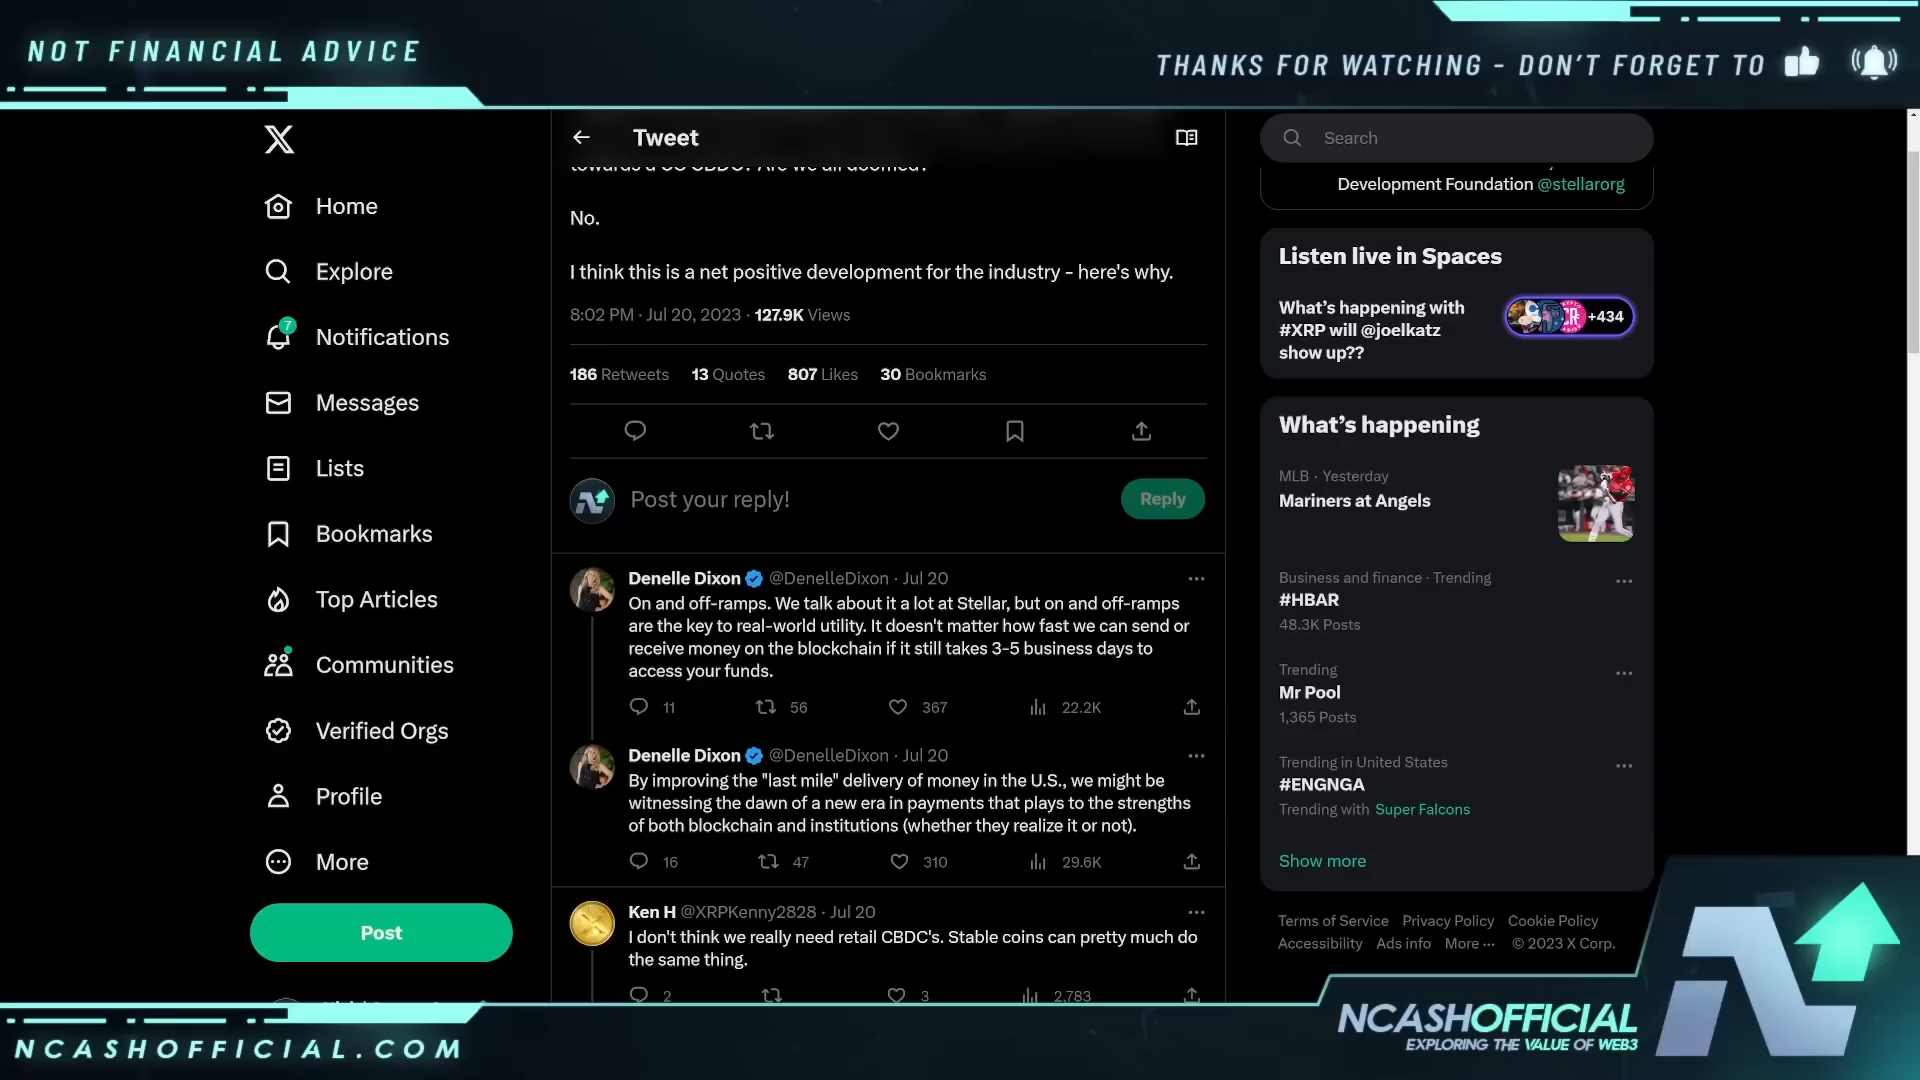 NOT FINANCIAL ADVICE
THANKS FOR WATCHING - DON'T FORGET TO
Home
Explore
7
Notifications
Messages
Lists
Bookmarks
Top Articles
Communities
Verified Orgs
Profile
More
Post
Tweet
towards a US CBDC? Are we all doomed?
No.
I think this is a net positive development for the industry - here's why.
8:02 PM · Jul 20, 2023 · 127.9K Views
186 Retweets 13 Quotes 807 Likes 30 Bookmarks
Post your reply!
Reply
Denelle Dixon @DenelleDixon · Jul 20
On and off-ramps. We talk about it a lot at Stellar, but on and off-ramps
are the key to real-world utility. It doesn't matter how fast we can send or
receive money on the blockchain if it still takes 3-5 business days to
access your funds.
11 56 367 22.2K
Denelle Dixon @DenelleDixon · Jul 20
By improving the "last mile" delivery of money in the U.S., we might be
witnessing the dawn of a new era in payments that plays to the strengths
of both blockchain and institutions (whether they realize it or not).
16 47 310 29.6K
Ken H @XRPKenny2828 · Jul 20
I don't think we really need retail CBDC's. Stable coins can pretty much do
the same thing.
2 3 2,783
Search
Development Foundation @stellarorg
Listen live in Spaces
What's happening with
#XRP will @joelkatz
show up??
+434
What's happening
MLB · Yesterday
Mariners at Angels
Business and finance · Trending
#HBAR
48.3K Posts
Trending
Mr Pool
1,365 Posts
Trending in United States
#ENGNGA
Trending with Super Falcons
Show more
Terms of Service Privacy Policy Cookie Policy
Accessibility Ads info More ··· © 2023 X Corp.
NCASHOFFICIAL.COM
NCASHOFFICIAL
EXPLORING THE VALUE OF WEB3